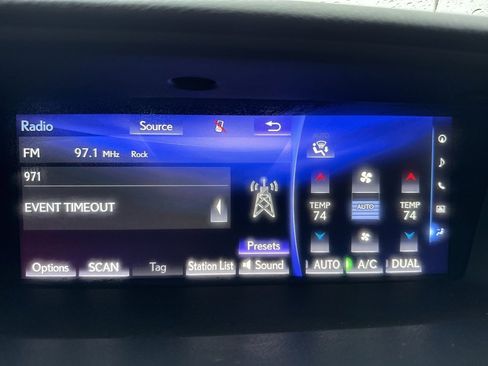 Radio Source
FM 97.1 MHz Rock
971
EVENT TIMEOUT
Presets
Options SCAN Tag Station List Sound
AUTO
TEMP 74 AUTO TEMP 74
AUTO A/C DUAL